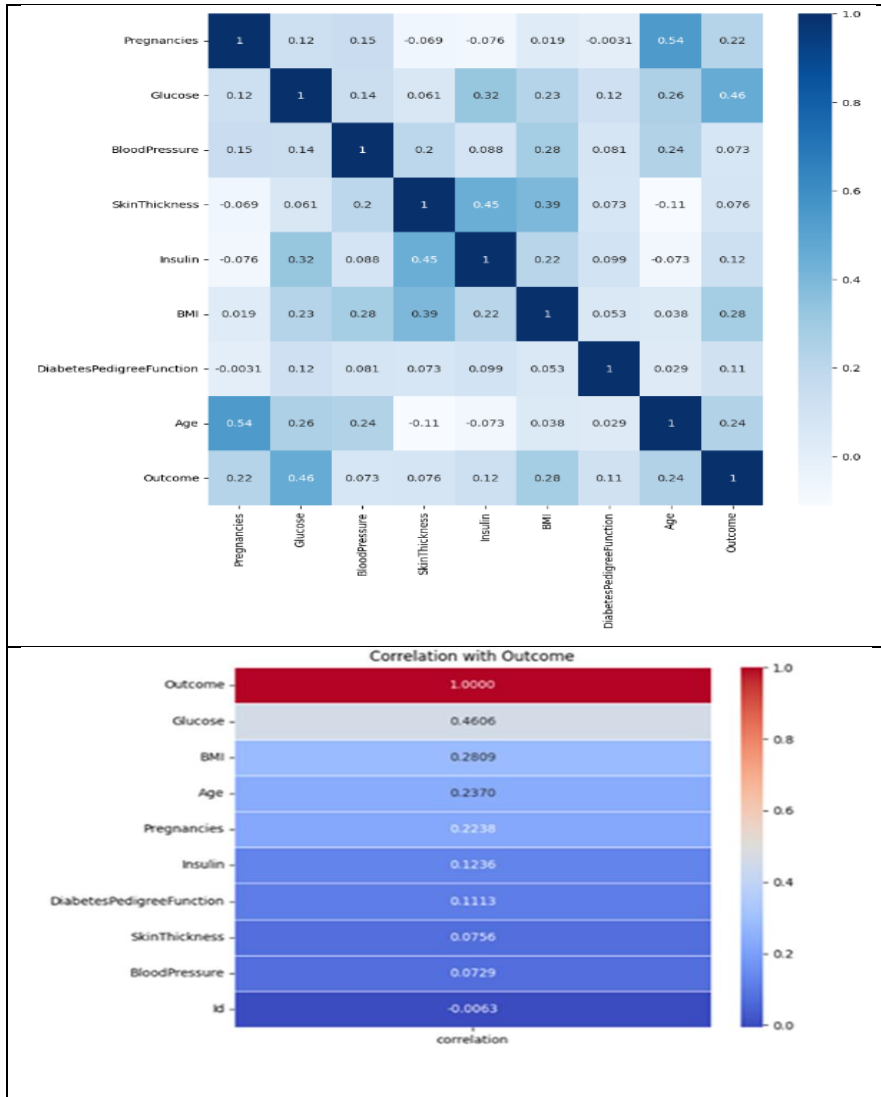 1.0
Pregnancies 1 0.12 0.15 -0.069 -0.076 0.019 -0.0031 0.54 0.22
Glucose 0.12 1 0.14 0.061 0.32 0.23 0.12 0.26 0.46
0.8
BloodPressure 0.15 0.14 1 0.2 0.088 0.28 0.081 0.24 0.073
SkinThickness -0.069 0.061 0.2 1 0.45 0.39 0.073 -0.11 0.076
0.6
Insulin -0.076 0.32 0.088 0.45 1 0.22 0.099 -0.073 0.12
0.4
BMI 0.019 0.23 0.28 0.39 0.22 1 0.053 0.038 0.28
DiabetesPedigreeFunction -0.0031 0.12 0.081 0.073 0.099 0.053 1 0.029 0.11
0.2
Age 0.54 0.26 0.24 -0.11 -0.073 0.038 0.029 1 0.24
0.0
Outcome 0.22 0.46 0.073 0.076 0.12 0.28 0.11 0.24 1
Pregnancies Glucose BloodPressure SkinThickness Insulin BMI DiabetesPedigreeFunction Age Outcome
Correlation with Outcome
Outcome 1.0000 1.0
Glucose 0.4606
BMI 0.2809 0.8
Age 0.2370
Pregnancies 0.2238 0.6
Insulin 0.1236
DiabetesPedigreeFunction 0.1113 0.4
SkinThickness 0.0756
BloodPressure 0.0729 0.2
Id -0.0063 0.0
correlation